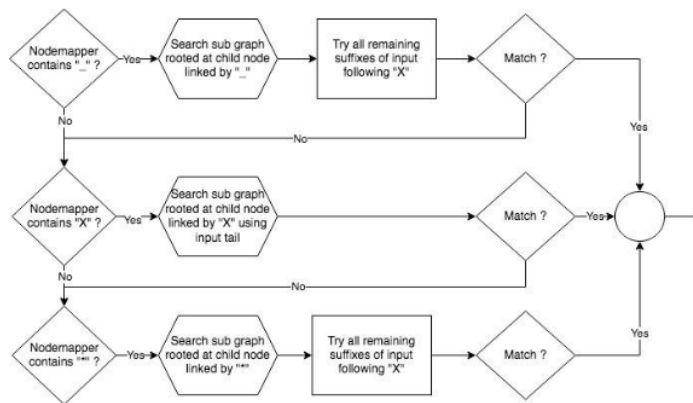 Nodemapper
contains "_" ?
Yes
Search sub graph
rooted at child node
linked by "_"
Try all remaining
suffixes of input
following "X"
Match ?
No
No
Yes
Nodemapper
contains "X" ?
Yes
Search sub graph
rooted at child node
linked by "X" using
input tail
Match ?
Yes
No
No
Nodemapper
contains "*" ?
Yes
Search sub graph
rooted at child node
linked by "*"
Try all remaining
suffixes of input
following "X"
Match ?
Yes